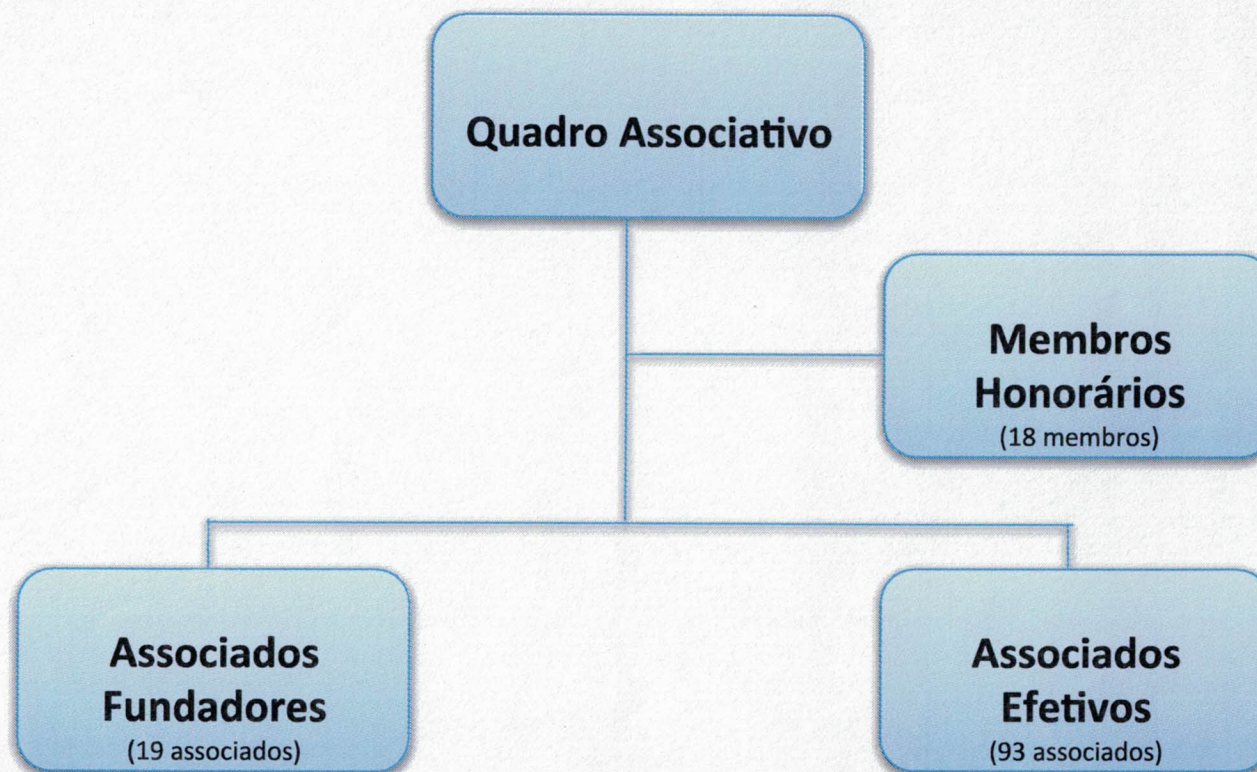 Quadro Associativo
Membros
Honorários
(18 membros)
Associados
Fundadores
(19 associados)
Associados
Efetivos
(93 associados)